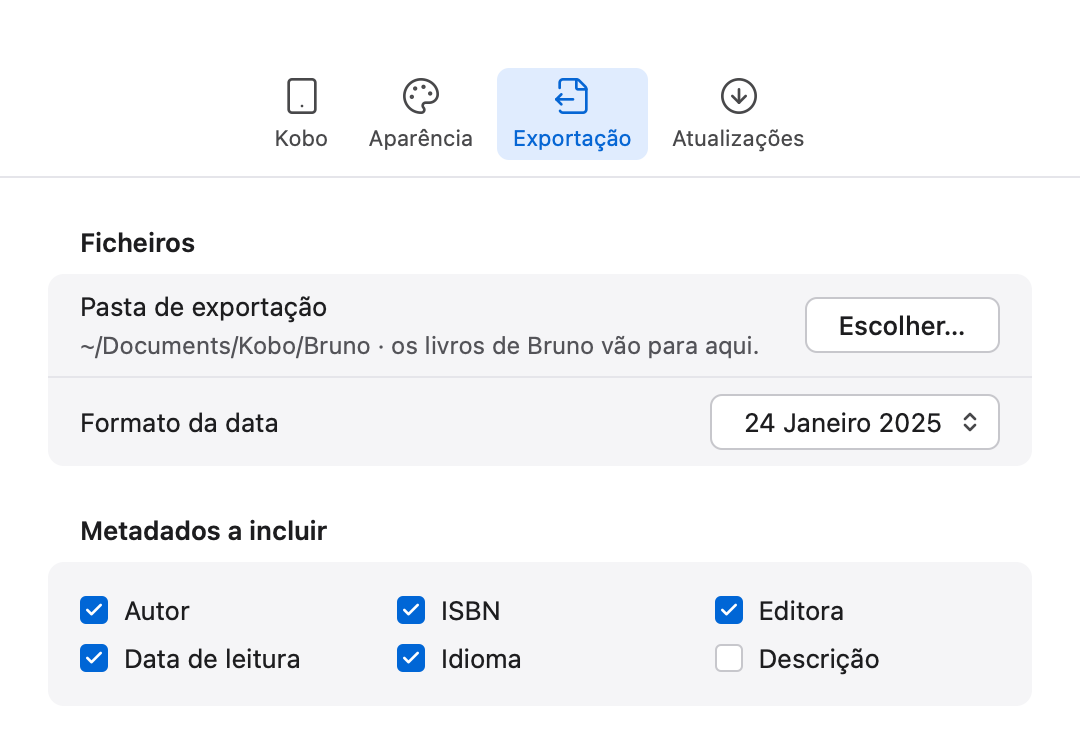 Kobo
Aparência
Exportação
Atualizações
Ficheiros
Pasta de exportação
~/Documents/Kobo/Bruno · os livros de Bruno vão para aqui.
Escolher...
Formato da data
24 Janeiro 2025
Metadados a incluir
Autor
ISBN
Editora
Data de leitura
Idioma
Descrição